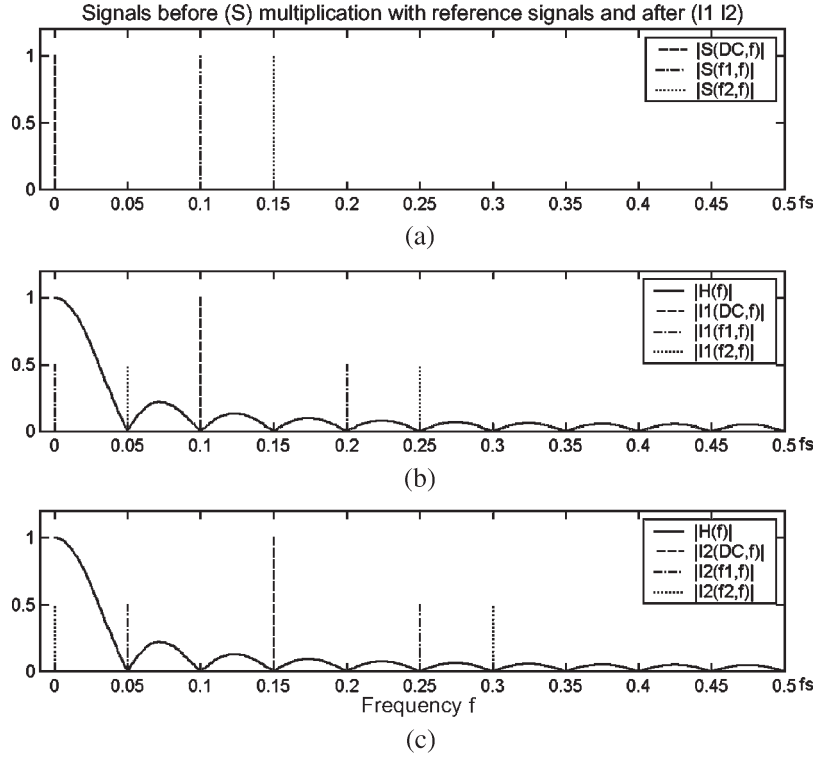 Signals before (S) multiplication with reference signals and after (I1 I2)
1
0.5
0
|S(DC,f)|
|S(f1,f)|
|S(f2,f)|
0 0.05 0.1 0.15 0.2 0.25 0.3 0.35 0.4 0.45 0.5 fs
(a)
1
0.5
0
|H(f)|
|I1(DC,f)|
|I1(f1,f)|
|I1(f2,f)|
0 0.05 0.1 0.15 0.2 0.25 0.3 0.35 0.4 0.45 0.5 fs
(b)
1
0.5
0
|H(f)|
|I2(DC,f)|
|I2(f1,f)|
|I2(f2,f)|
0 0.05 0.1 0.15 0.2 0.25 0.3 0.35 0.4 0.45 0.5 fs
Frequency f
(c)